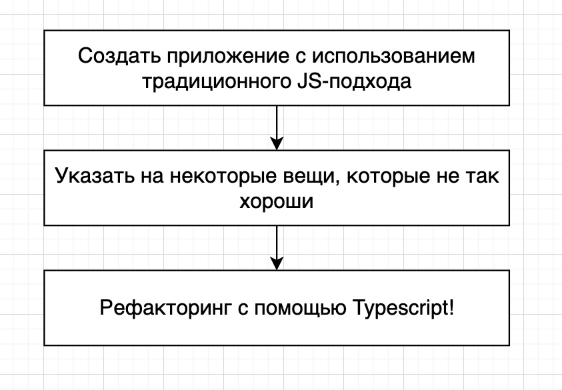 Создать приложение с использованием
традиционного JS-подхода
Указать на некоторые вещи, которые не так
хороши
Рефакторинг с помощью Typescript!